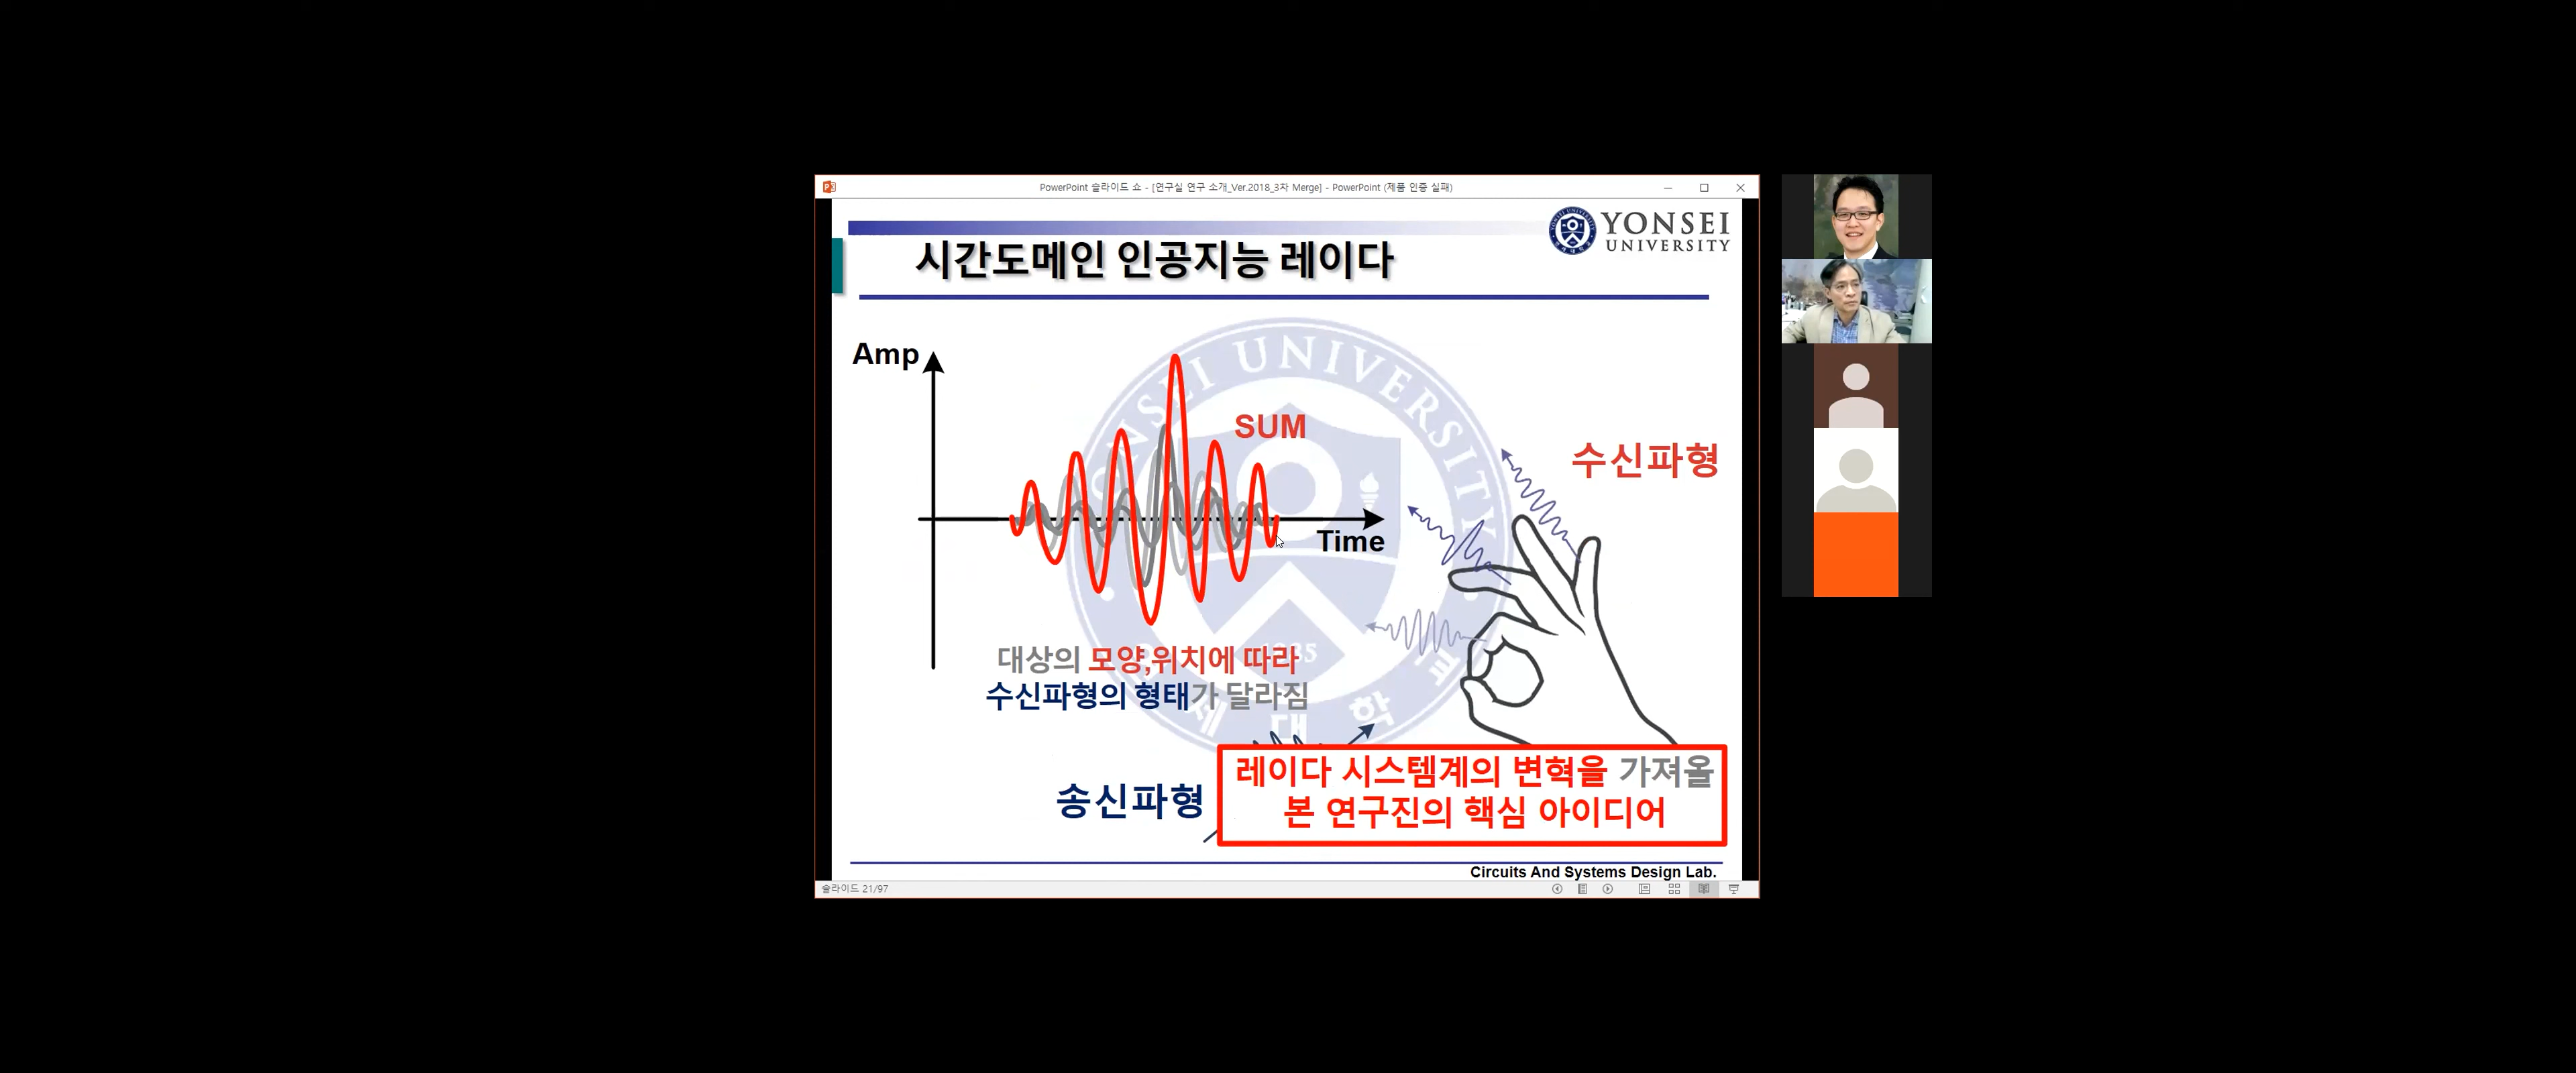 PowerPoint 슬라이드 쇼 - [연구실 연구 소개_Ver.2018_3차 Merge] - PowerPoint (제품 인증 실패)
YONSEI
UNIVERSITY
시간도메인 인공지능 레이다
Amp
YONSEI UNIVERSITY
SUM
수신파형
Time
대상의 모양,위치에 따라
수신파형의 형태가 달라짐
송신파형
레이다 시스템계의 변혁을 가져올
본 연구진의 핵심 아이디어
Circuits And Systems Design Lab.
슬라이드 21/97